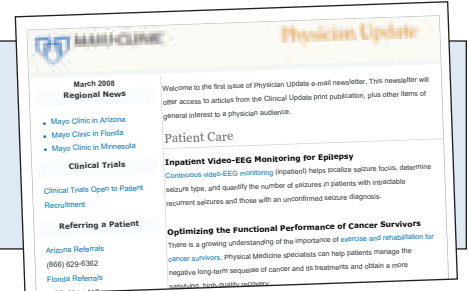 MAYO CLINIC
Physician Update
March 2008
Regional News
• Mayo Clinic in Arizona
• Mayo Clinic in Florida
• Mayo Clinic in Minnesota
Clinical Trials
Clinical Trials Open to Patient
Recruitment
Referring a Patient
Arizona Referrals
(866) 629-6362
Florida Referrals
Welcome to the first issue of Physician Update e-mail newsletter. This newsletter will
offer access to articles from the Clinical Update print publication, plus other items of
general interest to a physician audience.
Patient Care
Inpatient Video-EEG Monitoring for Epilepsy
Continuous video-EEG monitoring (inpatient) helps localize seizure focus, determine
seizure type, and quantify the number of seizures in patients with intractable
recurrent seizures and those with an unconfirmed seizure diagnosis.
Optimizing the Functional Performance of Cancer Survivors
There is a growing understanding of the importance of exercise and rehabilitation for
cancer survivors. Physical Medicine specialists can help patients manage the
negative long-term sequelae of cancer and its treatments and obtain a more
satisfying, high-quality recovery.